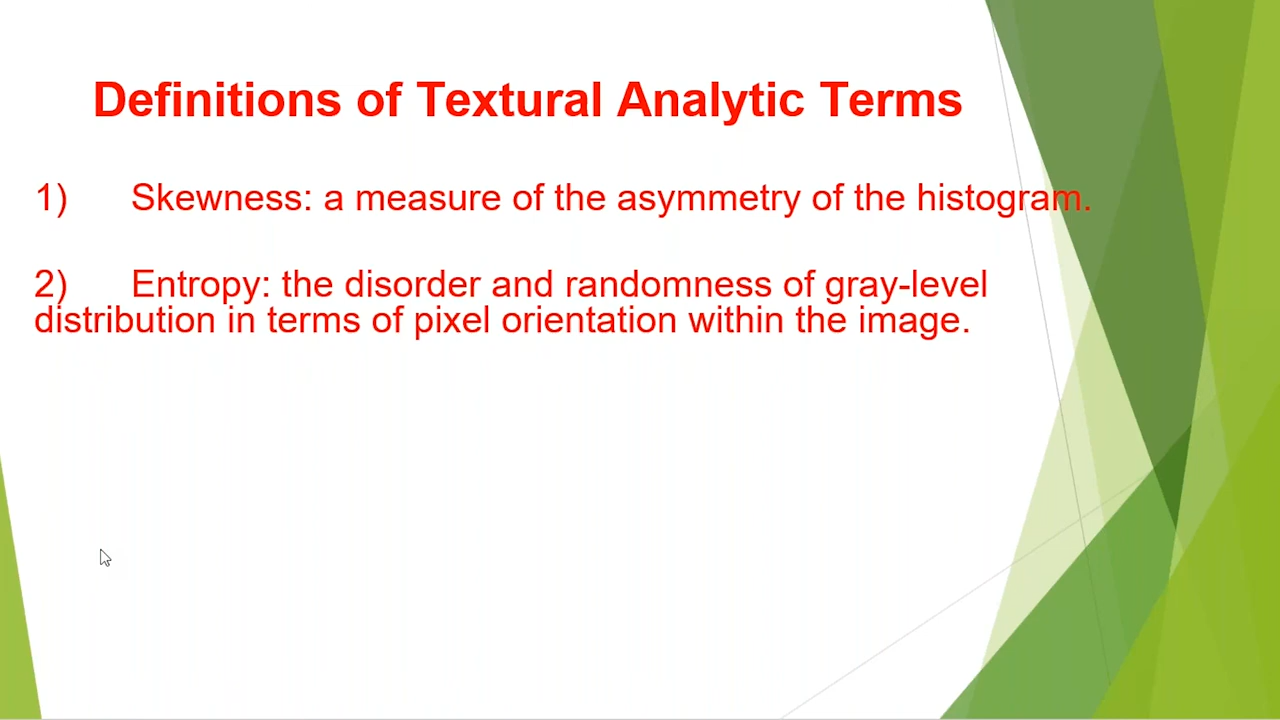 Definitions of Textural Analytic Terms
1) Skewness: a measure of the asymmetry of the histogram.
2) Entropy: the disorder and randomness of gray-level
distribution in terms of pixel orientation within the image.